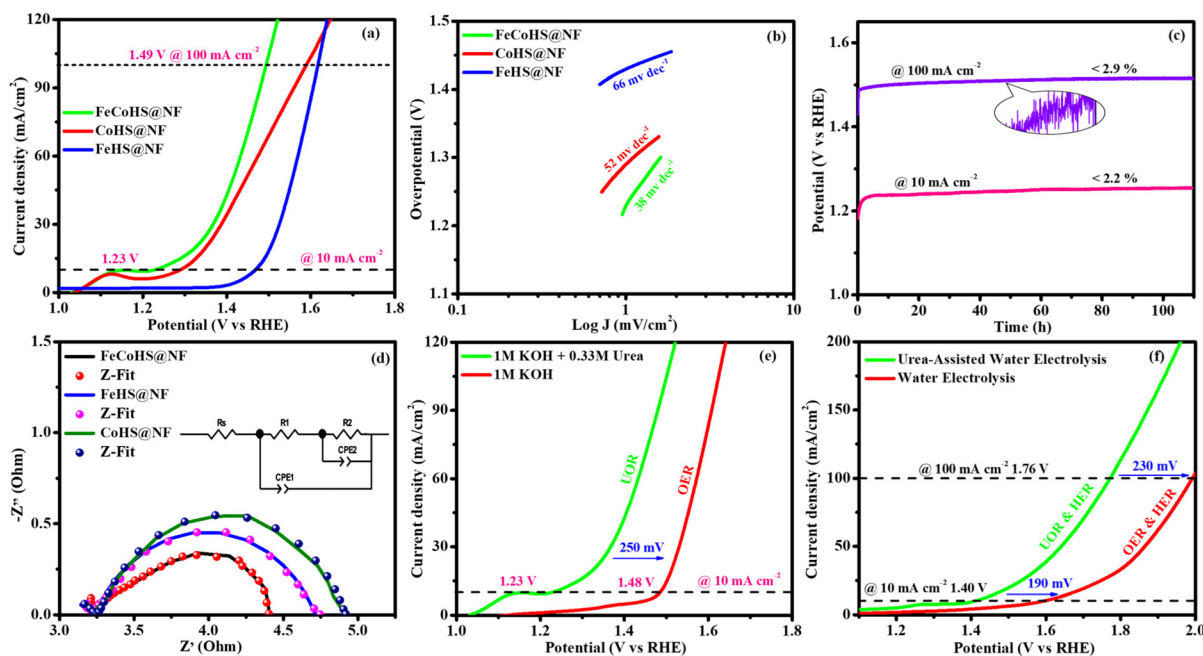 (a)
1.49 V @ 100 mA cm⁻²
FeCoHS@NF
CoHS@NF
FeHS@NF
1.23 V
@ 10 mA cm⁻²
Current density (mA/cm²)
120
90
60
30
0
1.0 1.2 1.4 1.6 1.8
Potential (V vs RHE)
(b)
FeCoHS@NF
CoHS@NF
FeHS@NF
66 mv dec⁻¹
52 mv dec⁻¹
38 mv dec⁻¹
Overpotential (V)
1.5
1.4
1.3
1.2
1.1
0.1 1 10
Log J (mV/cm²)
(c)
@ 100 mA cm⁻²
< 2.9 %
@ 10 mA cm⁻²
< 2.2 %
Potential (V vs RHE)
1.6
1.4
1.2
1.0
0 20 40 60 80 100
Time (h)
(d)
FeCoHS@NF
Z-Fit
FeHS@NF
Z-Fit
CoHS@NF
Z-Fit
Rs R1 R2
CPE2
CPE1
-Z” (Ohm)
-1.5
-1.0
0.5
0.0
3.0 3.5 4.0 4.5 5.0 5.5
Z’ (Ohm)
(e)
1M KOH + 0.33M Urea
1M KOH
UOR
OER
250 mV
1.23 V
1.48 V
@ 10 mA cm⁻²
Current density (mA/cm²)
120
90
60
30
0
1.0 1.2 1.4 1.6 1.8
Potential (V vs RHE)
(f)
Urea-Assisted Water Electrolysis
Water Electrolysis
@ 100 mA cm⁻² 1.76 V
230 mV
UOR & HER
OER & HER
@ 10 mA cm⁻² 1.40 V
190 mV
Current density (mA/cm²)
200
150
100
50
0
1.2 1.4 1.6 1.8 2.0
Potential (V vs RHE)